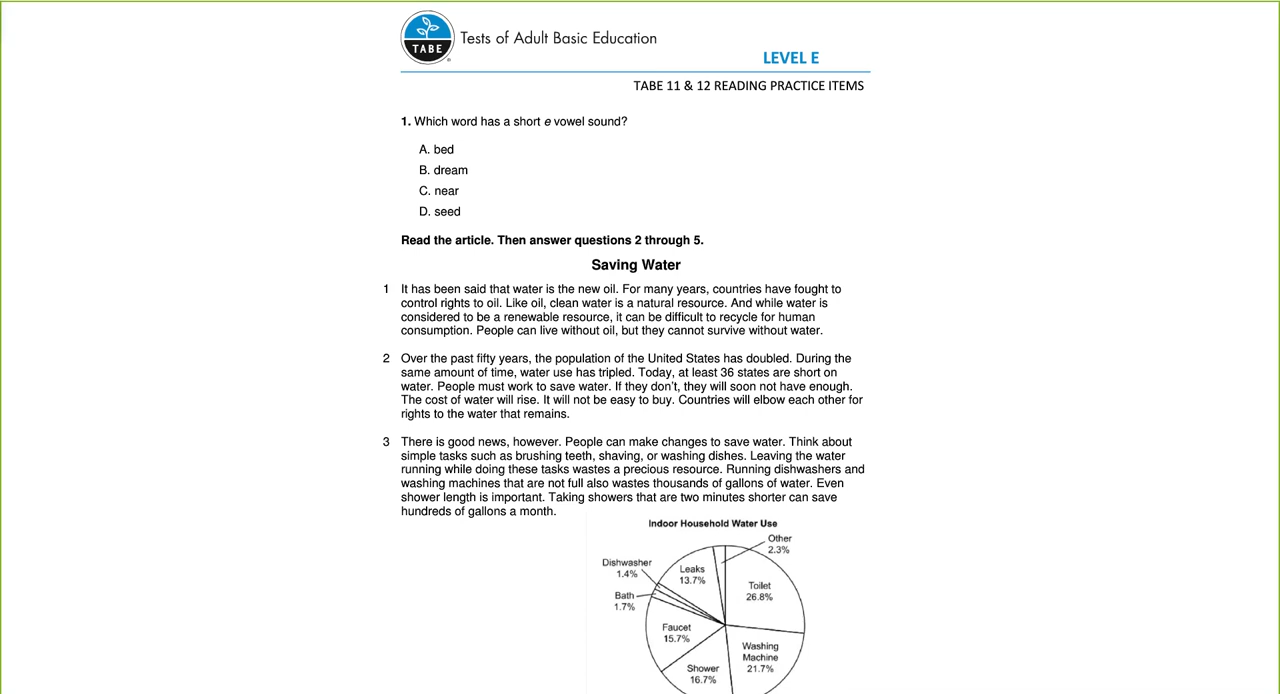 TABE
Tests of Adult Basic Education
LEVEL E
TABE 11 & 12 READING PRACTICE ITEMS
1. Which word has a short e vowel sound?
A. bed
B. dream
C. near
D. seed
Read the article. Then answer questions 2 through 5.
Saving Water
1 It has been said that water is the new oil. For many years, countries have fought to
control rights to oil. Like oil, clean water is a natural resource. And while water is
considered to be a renewable resource, it can be difficult to recycle for human
consumption. People can live without oil, but they cannot survive without water.
2 Over the past fifty years, the population of the United States has doubled. During the
same amount of time, water use has tripled. Today, at least 36 states are short on
water. People must work to save water. If they don't, they will soon not have enough.
The cost of water will rise. It will not be easy to buy. Countries will elbow each other for
rights to the water that remains.
3 There is good news, however. People can make changes to save water. Think about
simple tasks such as brushing teeth, shaving, or washing dishes. Leaving the water
running while doing these tasks wastes a precious resource. Running dishwashers and
washing machines that are not full also wastes thousands of gallons of water. Even
shower length is important. Taking showers that are two minutes shorter can save
hundreds of gallons a month.
Indoor Household Water Use
Other
2.3%
Dishwasher
1.4%
Leaks
13.7%
Toilet
26.8%
Bath
1.7%
Faucet
15.7%
Washing
Machine
21.7%
Shower
16.7%